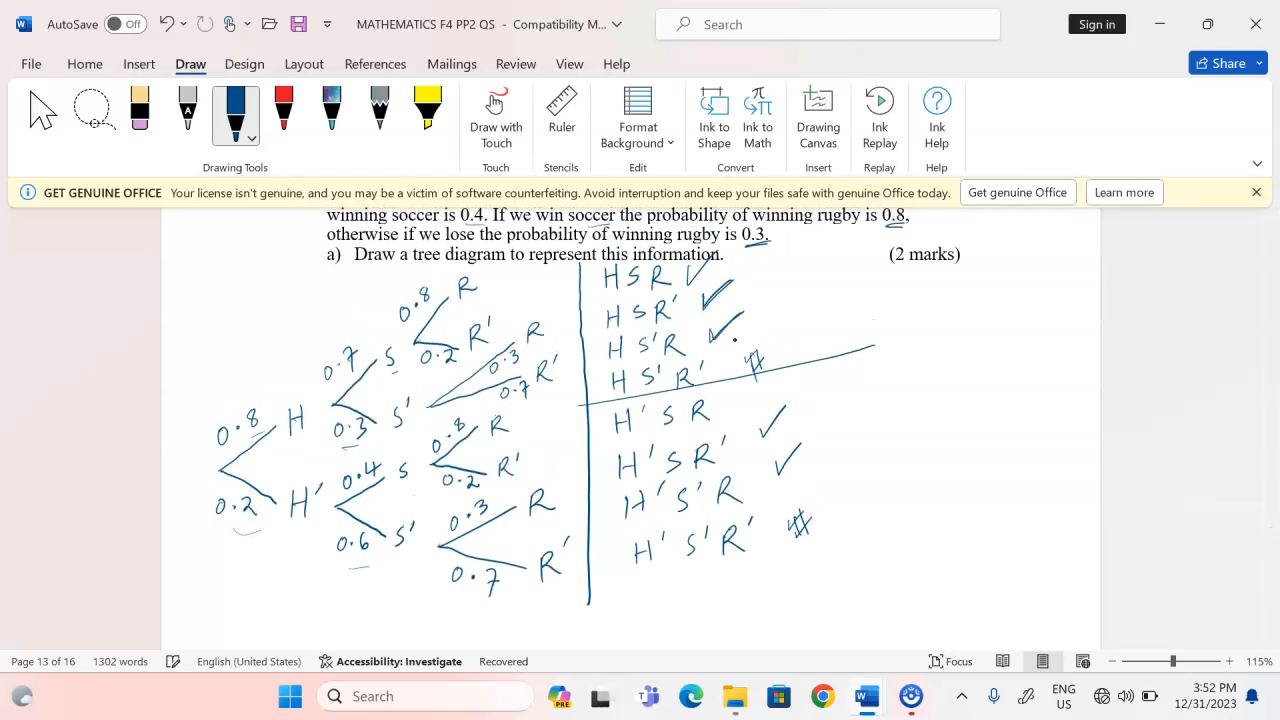 AutoSave Off MATHEMATICS F4 PP2 QS - Compatibility M... Search Sign in
File Home Insert Draw Design Layout References Mailings Review View Help Share
Draw with Touch Ruler Format Background Ink to Shape Ink to Math Drawing Canvas Ink Replay Ink Help
Drawing Tools Touch Stencils Edit Convert Insert Replay Help
GET GENUINE OFFICE Your license isn't genuine, and you may be a victim of software counterfeiting. Avoid interruption and keep your files safe with genuine Office today. Get genuine Office Learn more
winning soccer is 0.4. If we win soccer the probability of winning rugby is 0.8,
otherwise if we lose the probability of winning rugby is 0.3.
a) Draw a tree diagram to represent this information. (2 marks)
0.8 R
0.7 S 0.2 R'
0.3 R
0.8 H 0.3 S' 0.7 R'
0.8 R
0.4 S 0.2 R'
0.2 H' 0.3 R
0.6 S' 0.7 R'
H S R
H S R'
H S' R
H S' R'
H' S R
H' S R'
H' S' R
H' S' R'
Page 13 of 16 1302 words English (United States) Accessibility: Investigate Recovered Focus 115%
Search PRE ENG US 3:52 PM 12/31/2023